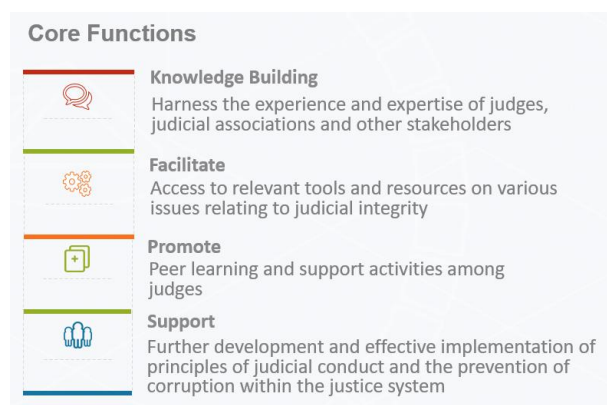 Core Functions
Knowledge Building
Harness the experience and expertise of judges,
judicial associations and other stakeholders
Facilitate
Access to relevant tools and resources on various
issues relating to judicial integrity
Promote
Peer learning and support activities among
judges
Support
Further development and effective implementation of
principles of judicial conduct and the prevention of
corruption within the justice system